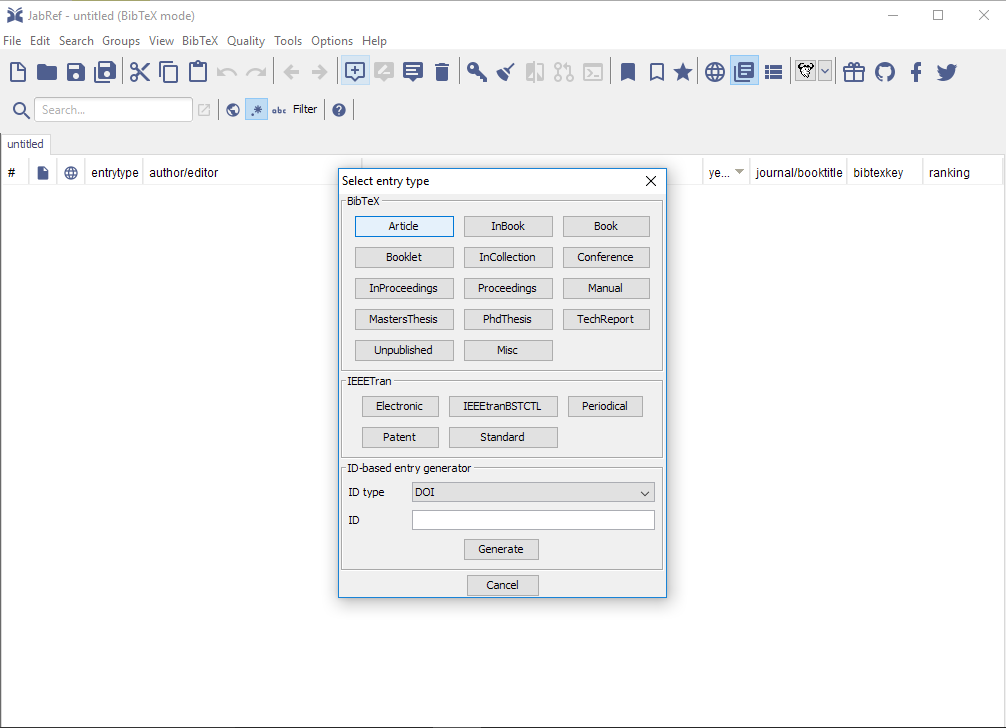 JabRef - untitled (BibTeX mode)
File Edit Search Groups View BibTeX Quality Tools Options Help
Search... abc Filter
untitled
# entrytype author/editor ye... journal/booktitle bibtexkey ranking
Select entry type
BibTeX
Article InBook Book
Booklet InCollection Conference
InProceedings Proceedings Manual
MastersThesis PhdThesis TechReport
Unpublished Misc
IEEETran
Electronic IEEEtranBSTCTL Periodical
Patent Standard
ID-based entry generator
ID type DOI
ID
Generate
Cancel